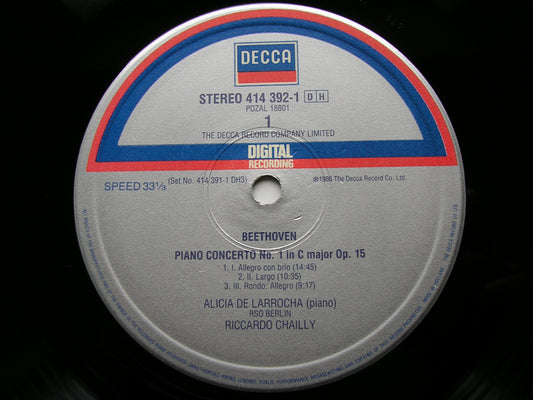 DECCA
STEREO 414 392-1 DH
PDZAL 18801
1
THE DECCA RECORD COMPANY LIMITED
DIGITAL
RECORDING
SPEED 33⅓ (Set No. 414 391-1 DH3) ℗1986 The Decca Record Co. Ltd.
BEETHOVEN
PIANO CONCERTO No. 1 in C major Op. 15
1. I. Allegro con brio (14:45)
2. II. Largo (10:35)
3. III. Rondo: Allegro (9:17)
ALICIA DE LARROCHA (piano)
RSO BERLIN
RICCARDO CHAILLY